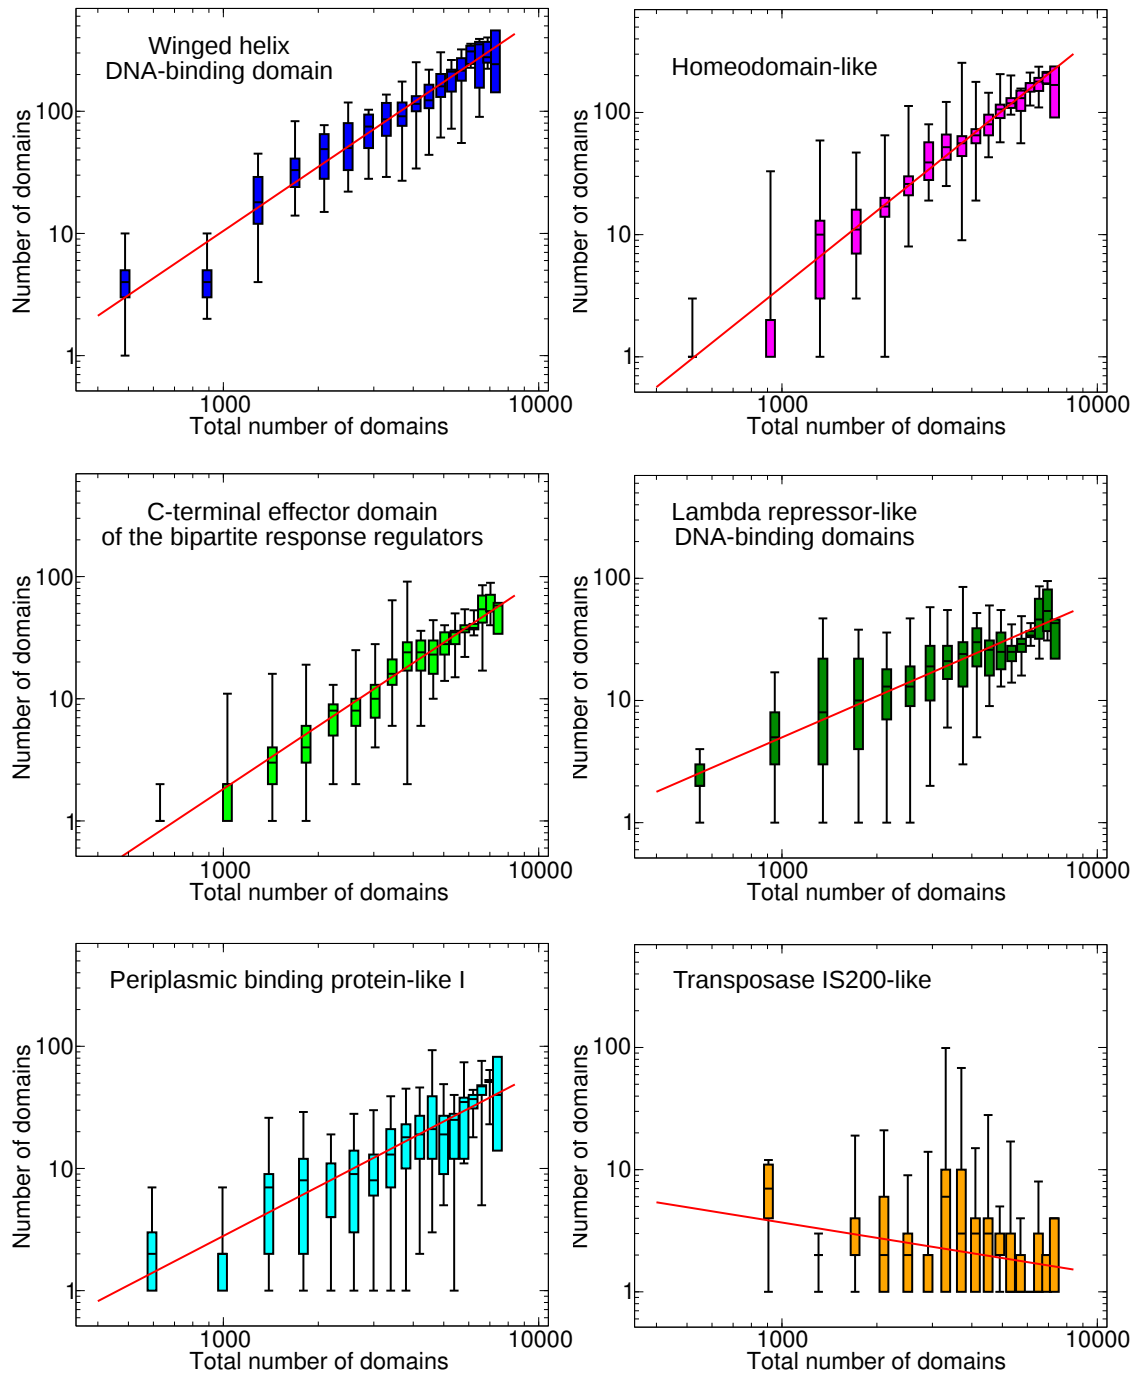 Winged helix
DNA-binding domain
100
10
1
1000
10000
Number of domains
Total number of domains
Homeodomain-like
100
10
1
1000
10000
Number of domains
Total number of domains
C-terminal effector domain
of the bipartite response regulators
100
10
1
1000
10000
Number of domains
Total number of domains
Lambda repressor-like
DNA-binding domains
100
10
1
1000
10000
Number of domains
Total number of domains
Periplasmic binding protein-like I
100
10
1
1000
10000
Number of domains
Total number of domains
Transposase IS200-like
100
10
1
1000
10000
Number of domains
Total number of domains